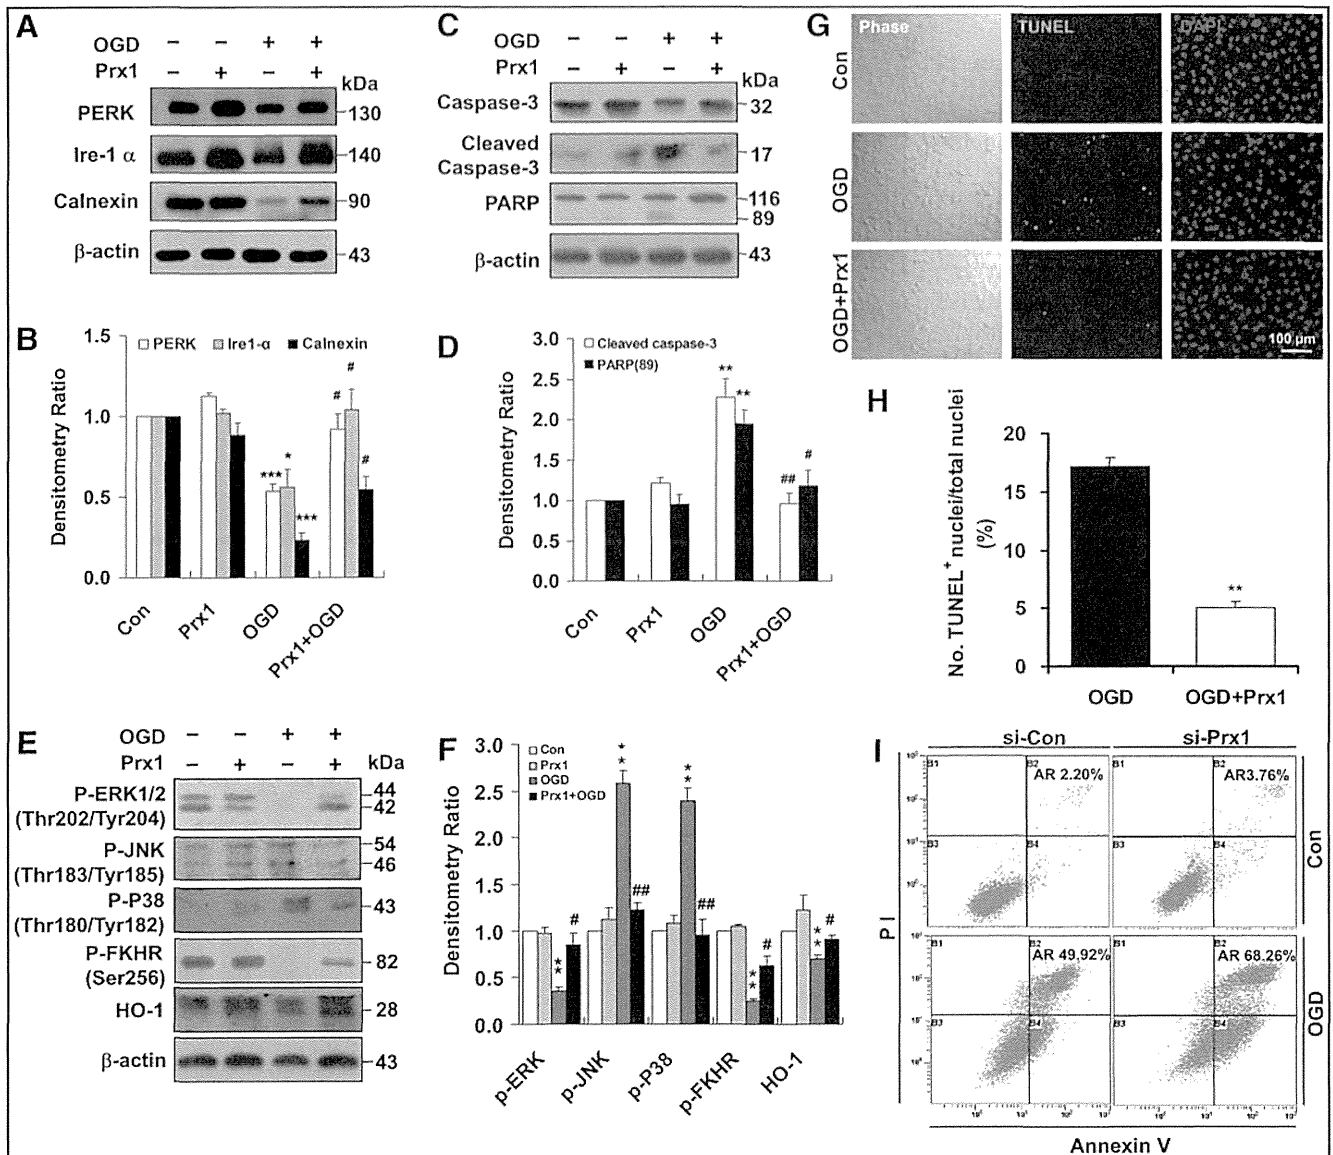 A
OGD - - + +
Prx1 - + - +
kDa
PERK 130
Ire-1 α 140
Calnexin 90
β-actin 43
B
Densitometry Ratio
1.5
1.0
0.5
0.0
PERK Ire1-α Calnexin
*** * ***
# # #
Con Prx1 OGD Prx1+OGD
C
OGD - - + +
Prx1 - + - +
kDa
Caspase-3 32
Cleaved
Caspase-3 17
PARP 116
89
β-actin 43
D
Densitometry Ratio
3.0
2.5
2.0
1.5
1.0
0.5
0.0
Cleaved caspase-3
PARP(89)
** **
## #
Con Prx1 OGD Prx1+OGD
E
OGD - - + +
Prx1 - + - +
kDa
P-ERK1/2 44
(Thr202/Tyr204) 42
P-JNK 54
(Thr183/Tyr185) 46
P-P38 43
(Thr180/Tyr182)
P-FKHR 82
(Ser256)
HO-1 28
β-actin 43
F
Densitometry Ratio
3.0
2.5
2.0
1.5
1.0
0.5
0.0
Con
Prx1
OGD
Prx1+OGD
** # ** ## ** ## ** # ** #
p-ERK p-JNK p-P38 p-FKHR HO-1
G
Phase TUNEL DAPI
Con
OGD
OGD+Prx1
100 μm
H
No. TUNEL+ nuclei/total nuclei
(%)
20
15
10
5
0
**
OGD OGD+Prx1
I
si-Con si-Prx1
B1 B2 AR 2.20%
B3 B4
B1 B2 AR3.76%
B3 B4
Con
B1 B2 AR 49.92%
B3 B4
B1 B2 AR 68.26%
B3 B4
OGD
PI
Annexin V